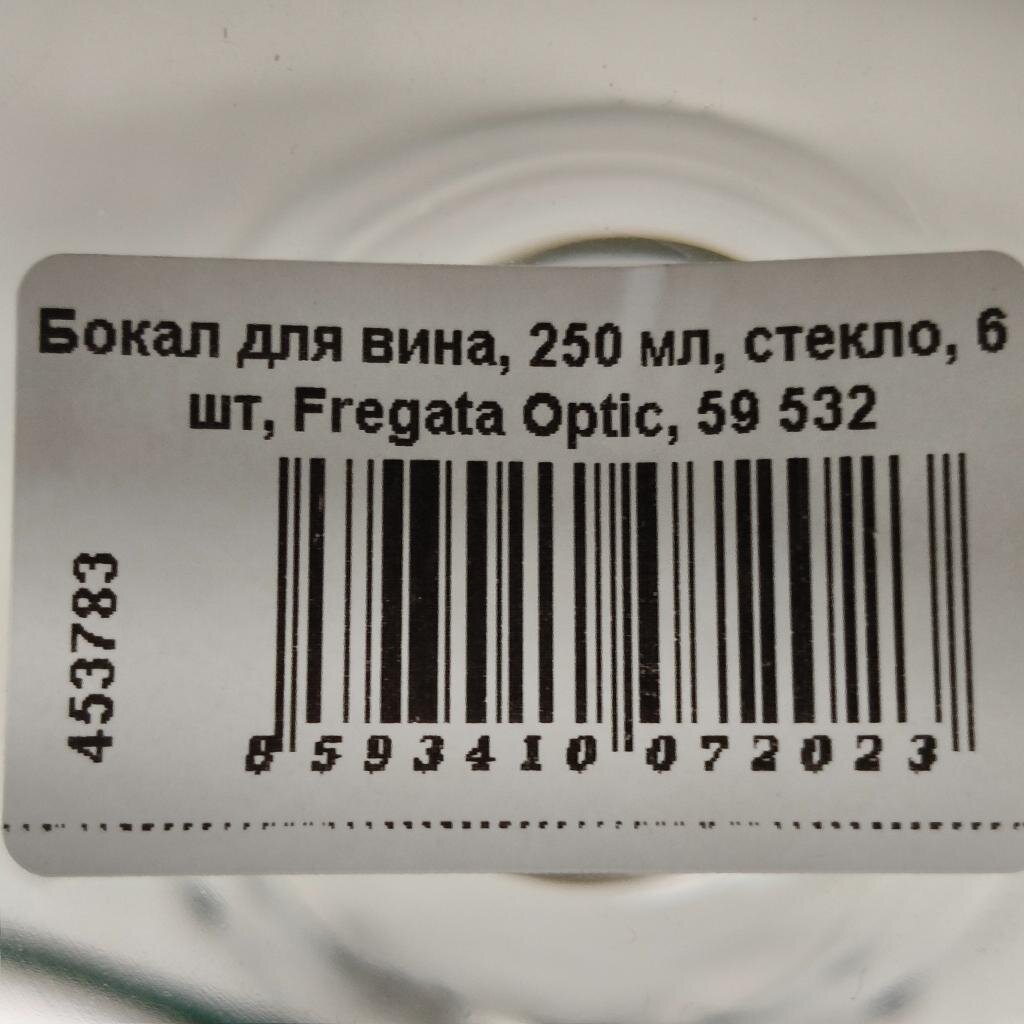 Бокал для вина, 250 мл, стекло, 6
шт, Fregata Optic, 59 532
453783
8 593410 072023